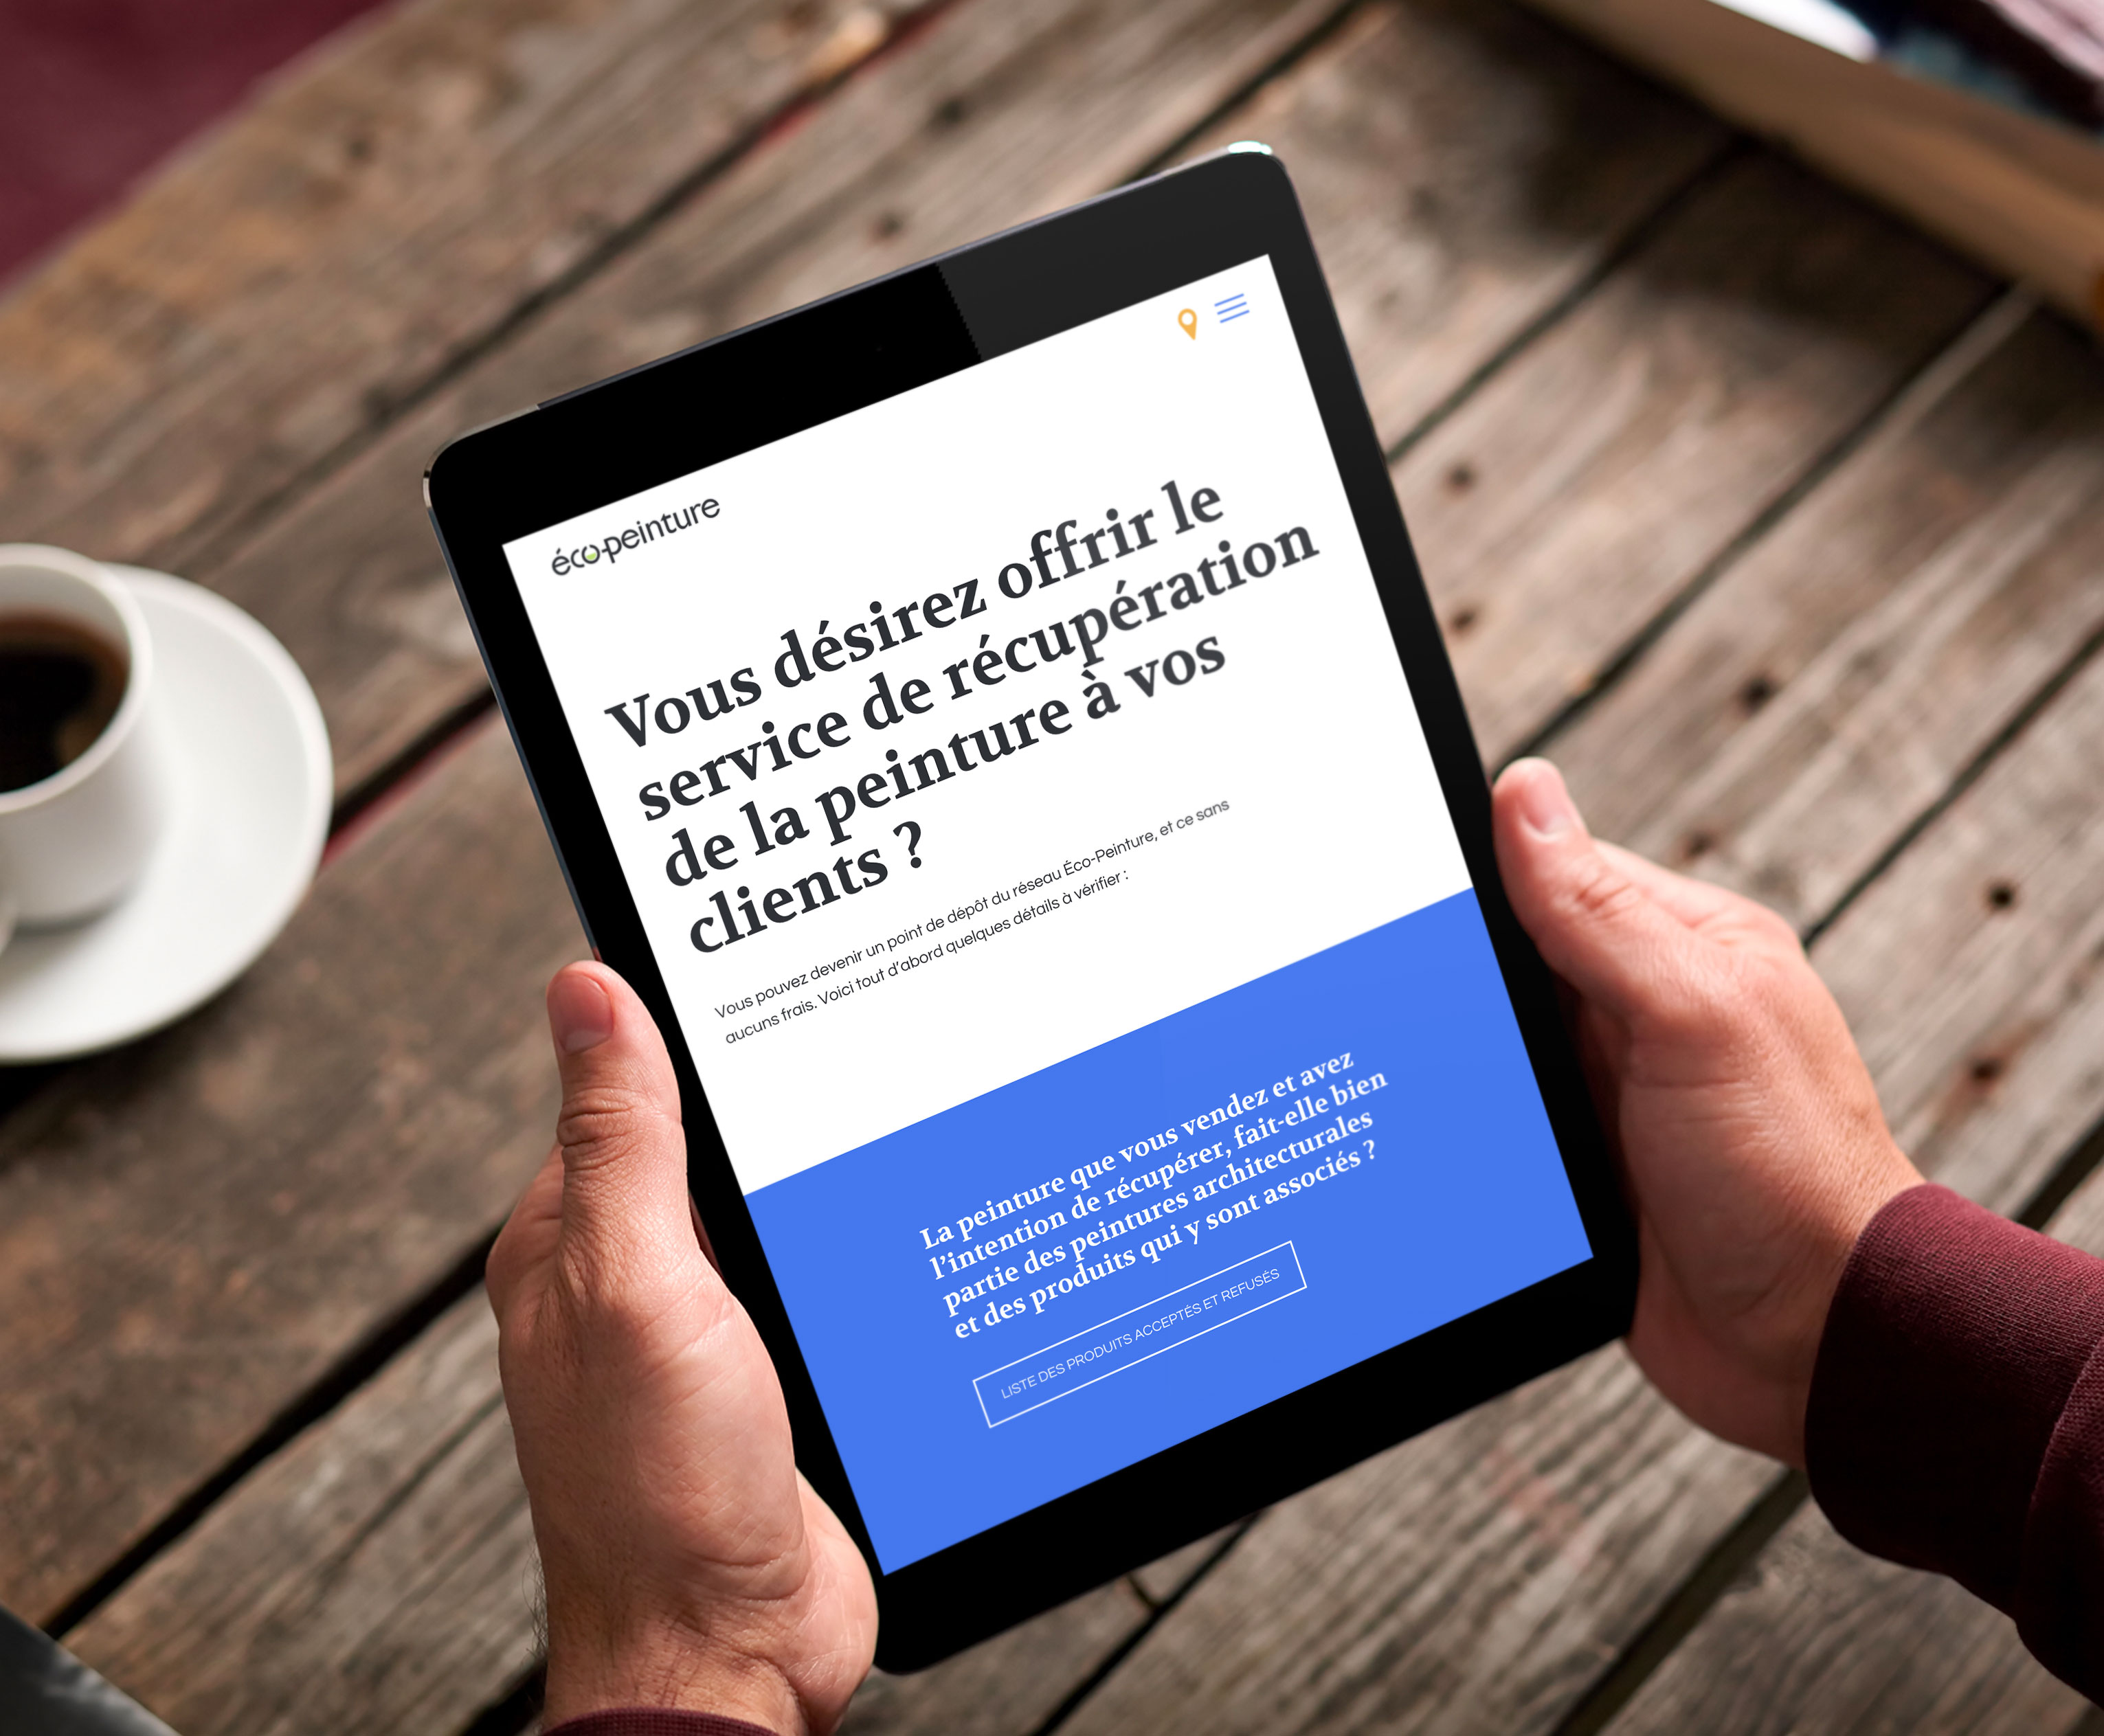 éco-peinture
Vous désirez offrir le
service de récupération
de la peinture à vos
clients ?
Vous pouvez devenir un point de dépôt du réseau Éco-Peinture, et ce sans
aucuns frais. Voici tout d'abord quelques détails à vérifier :
La peinture que vous vendez et avez
l'intention de récupérer, fait-elle bien
partie des peintures architecturales
et des produits qui y sont associés ?
LISTE DES PRODUITS ACCEPTÉS ET REFUSÉS